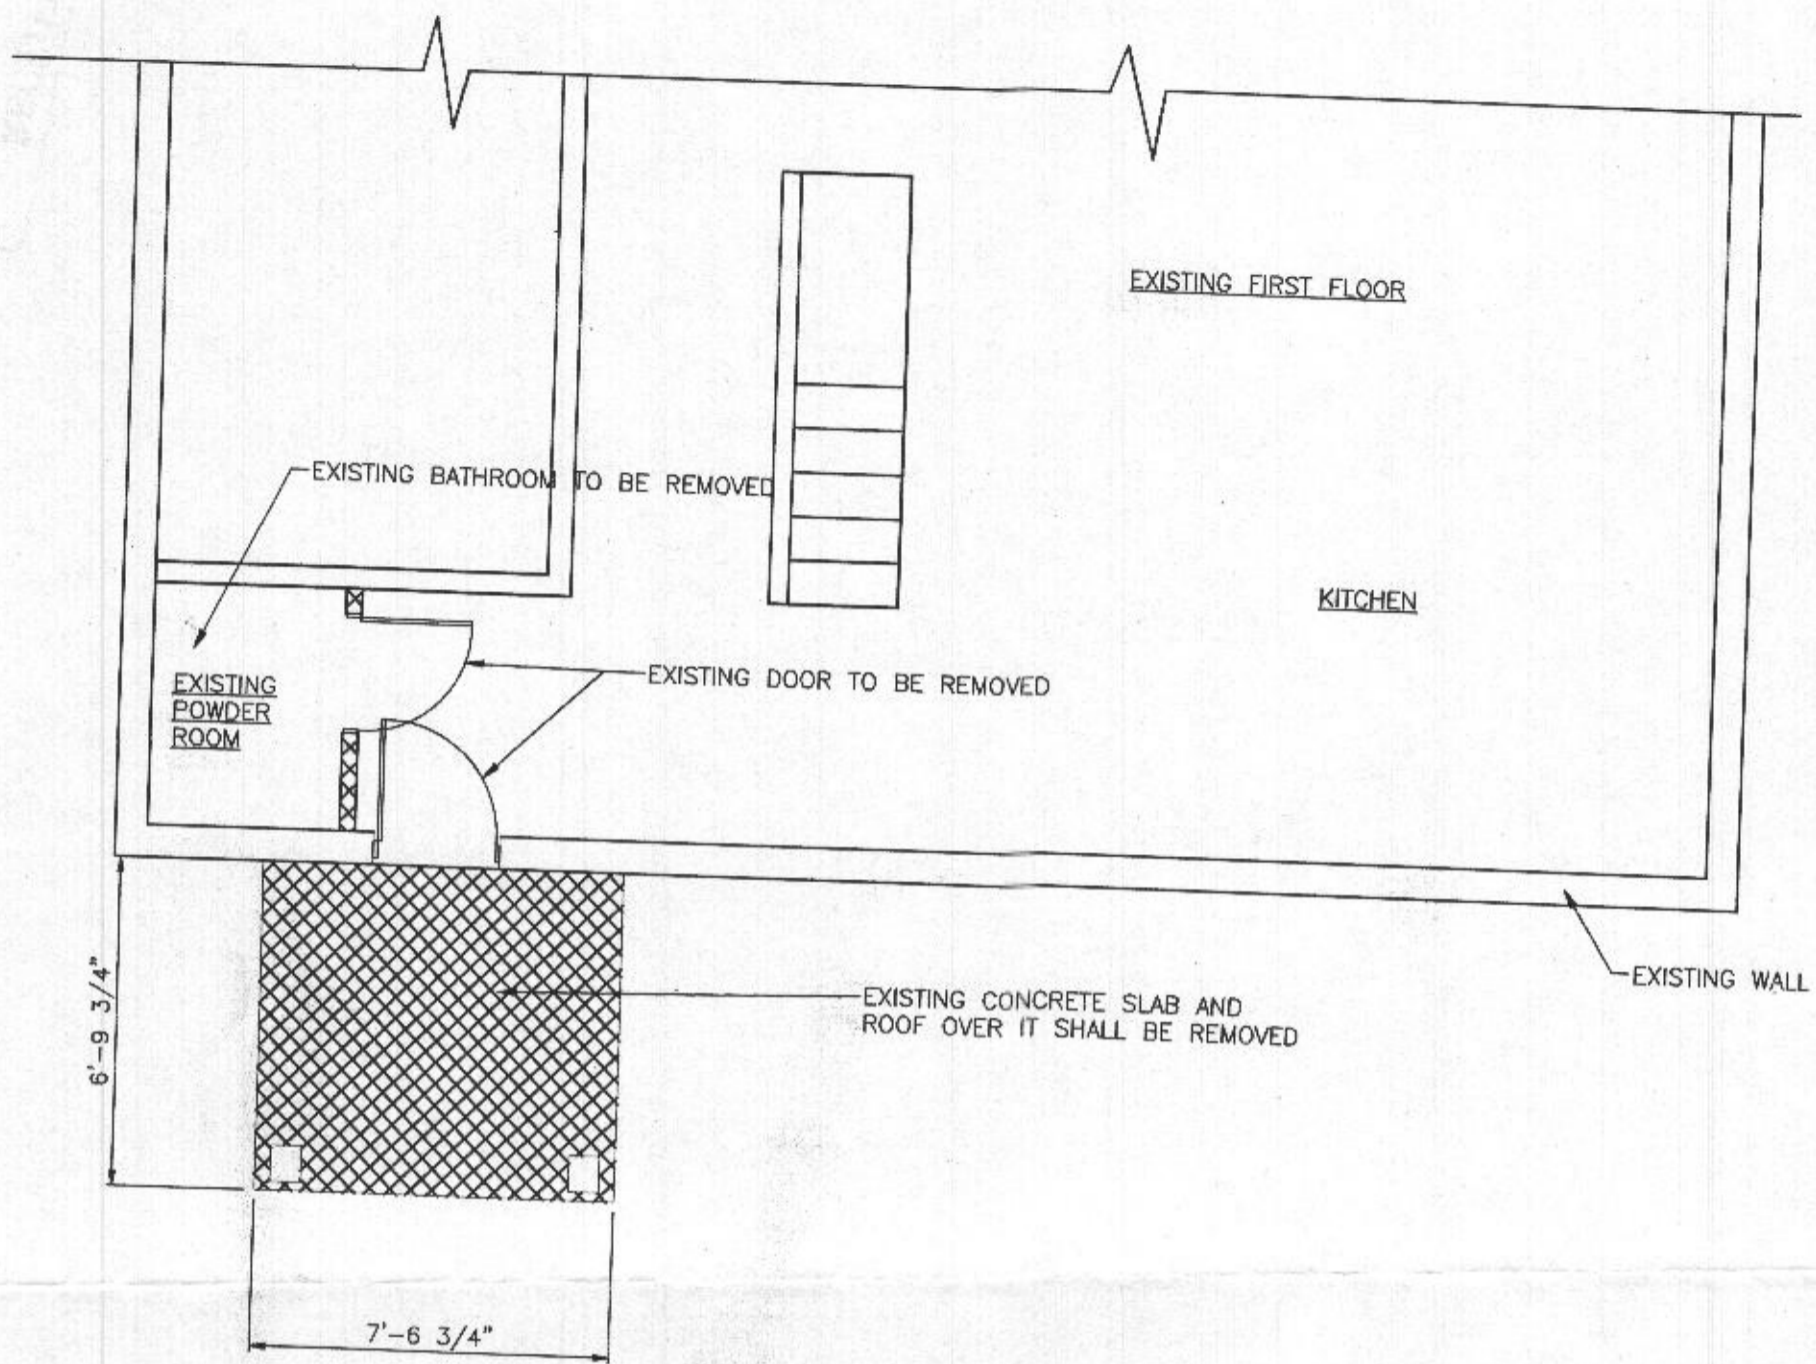 EXISTING FIRST FLOOR
EXISTING BATHROOM TO BE REMOVED
KITCHEN
EXISTING DOOR TO BE REMOVED
EXISTING
POWDER
ROOM
EXISTING WALL
EXISTING CONCRETE SLAB AND
ROOF OVER IT SHALL BE REMOVED
6'-9 3/4"
7'-6 3/4"